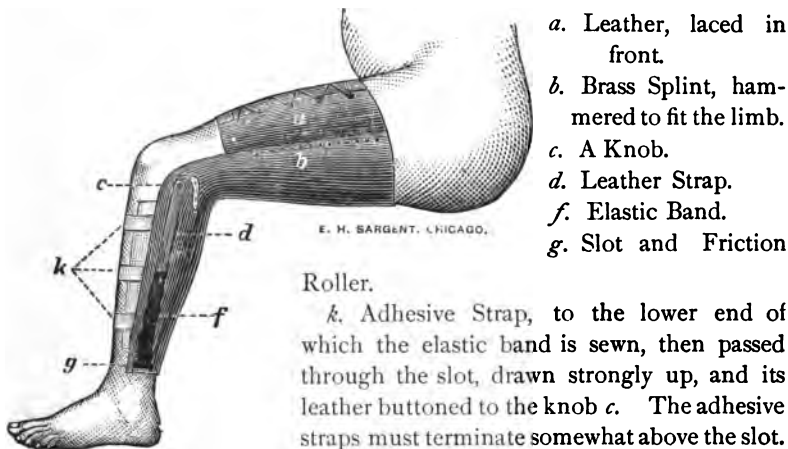 a. Leather, laced in
front.
b. Brass Splint, ham-
mered to fit the limb.
c. A Knob.
d. Leather Strap.
f. Elastic Band.
g. Slot and Friction
Roller.
k. Adhesive Strap, to the lower end of
which the elastic band is sewn, then passed
through the slot, drawn strongly up, and its
leather buttoned to the knob c. The adhesive
straps must terminate somewhat above the slot.
a
b
c
d
E. H. SARGENT. CHICAGO.
k
f
g